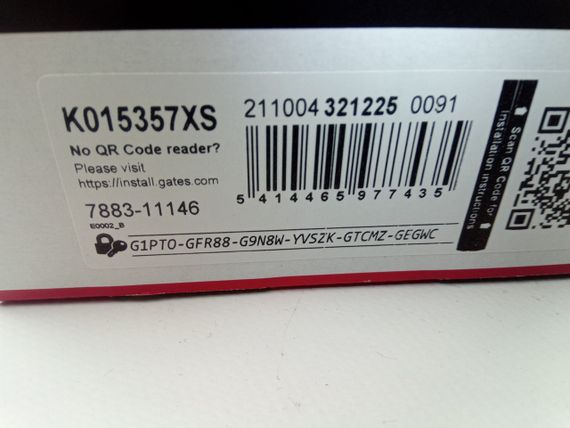 K015357XS
211004 321225 0091
No QR Code reader?
Please visit
https://install.gates.com
5 414465 977435
7883-11146
E0002_B
G1PTO-GFR88-G9N8W-YVS2K-GTCMZ-GEGWC
Scan QR Code for
installation instructions